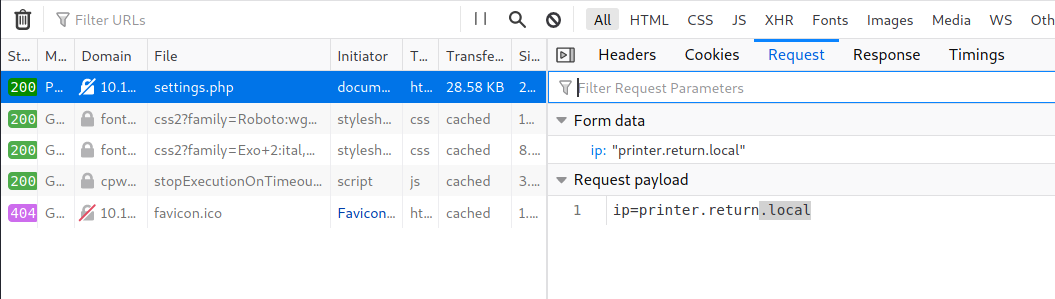 Filter URLs All HTML CSS JS XHR Fonts Images Media WS Oth
St... M... Domain File Initiator T... Transfe... Si...
Headers Cookies Request Response Timings
200 P... 10.1... settings.php docum... ht... 28.58 KB 2...
Filter Request Parameters
200 G... font... css2?family=Roboto:wg... stylesh... css cached 1...
Form data
200 G... font... css2?family=Exo+2:ital,... stylesh... css cached 8...
ip: "printer.return.local"
200 G... cpw... stopExecutionOnTimeou... script js cached 3...
Request payload
404 G... 10.1... favicon.ico Favicon... ht... cached 1...
1 ip=printer.return.local